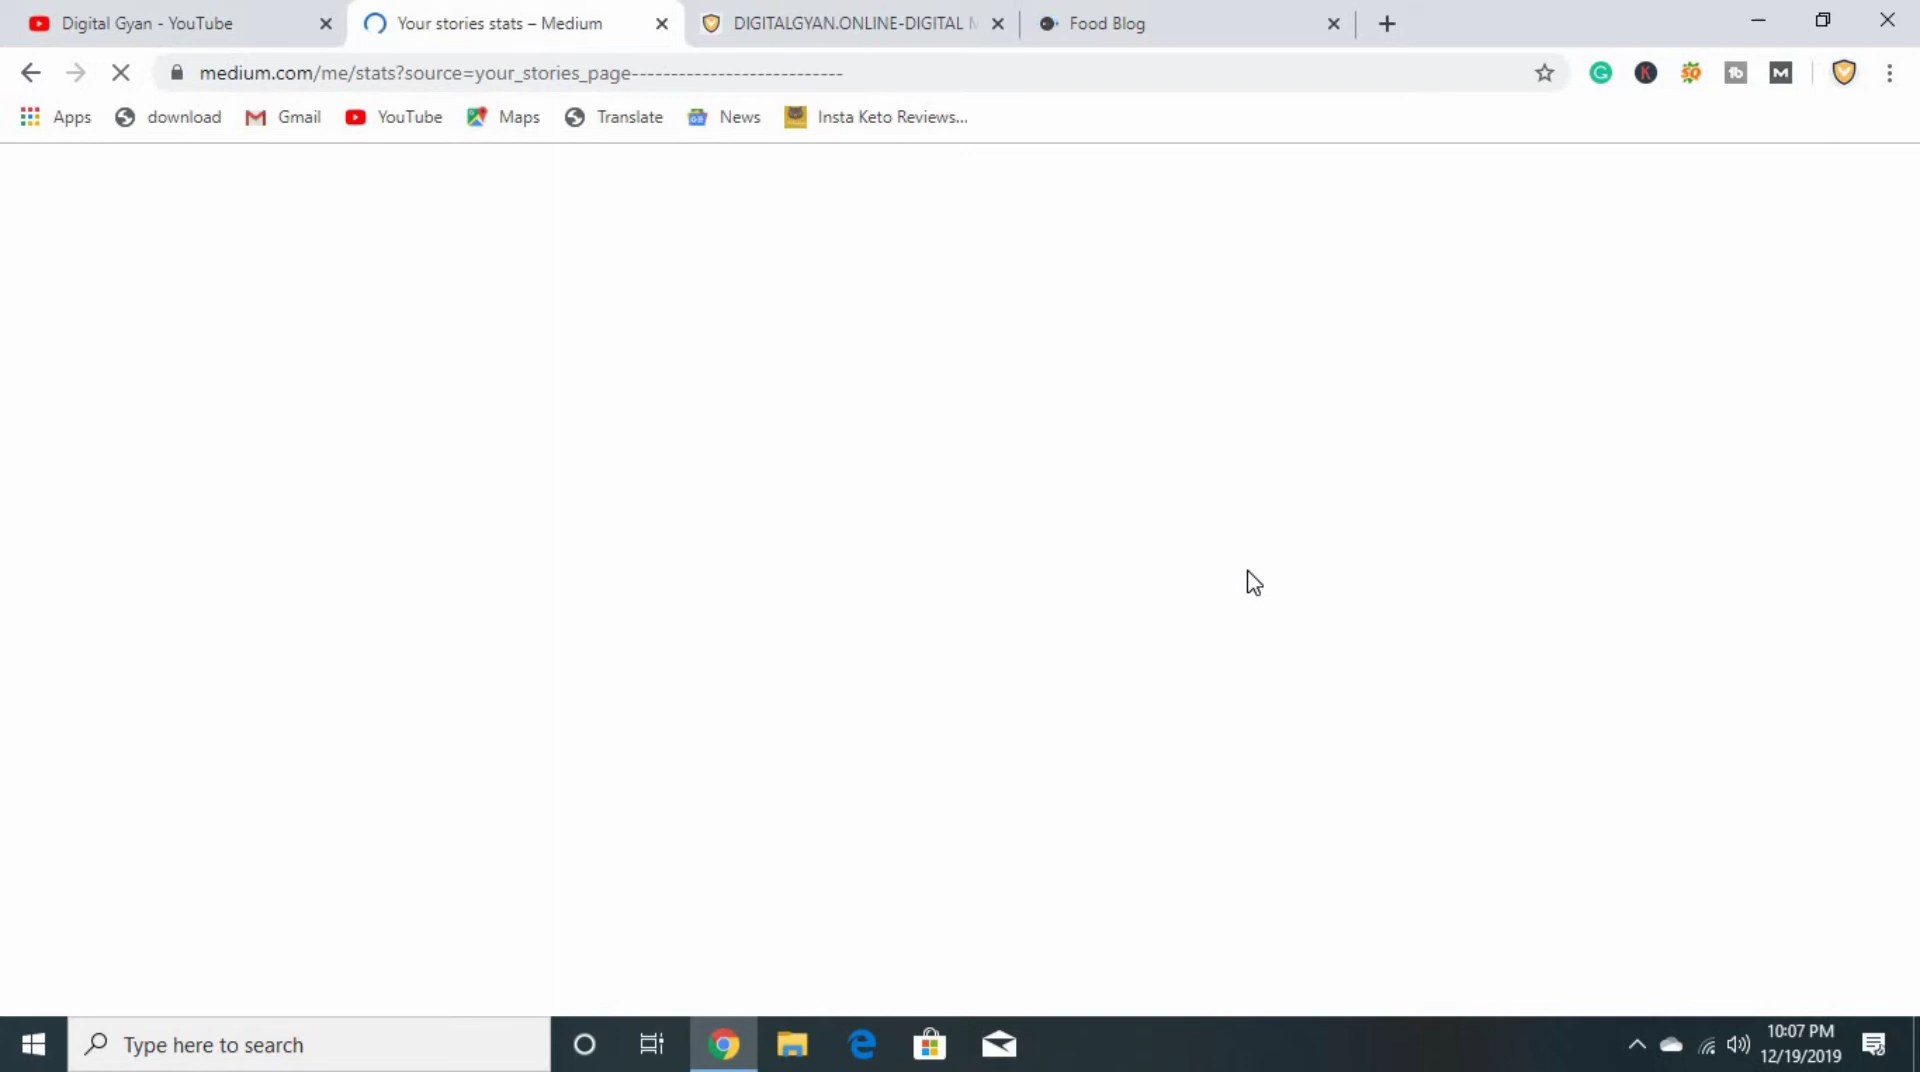 Digital Gyan - YouTube
Your stories stats – Medium
DIGITALGYAN.ONLINE-DIGITAL
Food Blog
medium.com/me/stats?source=your_stories_page---------------------------
Apps
download
Gmail
YouTube
Maps
Translate
News
Insta Keto Reviews...
Type here to search
10:07 PM
12/19/2019